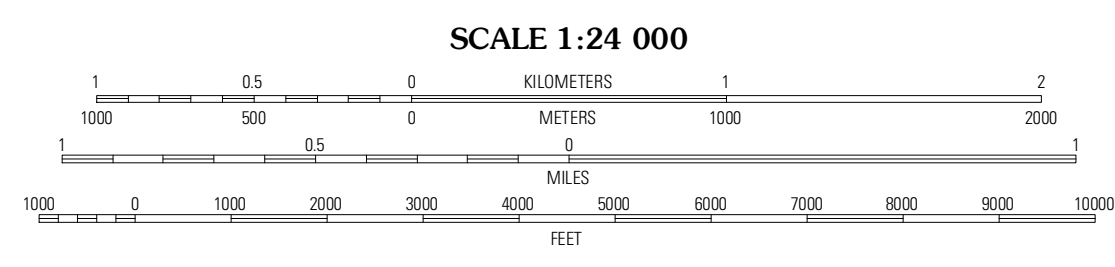 SCALE 1:24 000
1 0.5 0 KILOMETERS 1 2
1000 500 0 METERS 1000 2000
1 0.5 0 1
MILES
1000 0 1000 2000 3000 4000 5000 6000 7000 8000 9000 10000
FEET